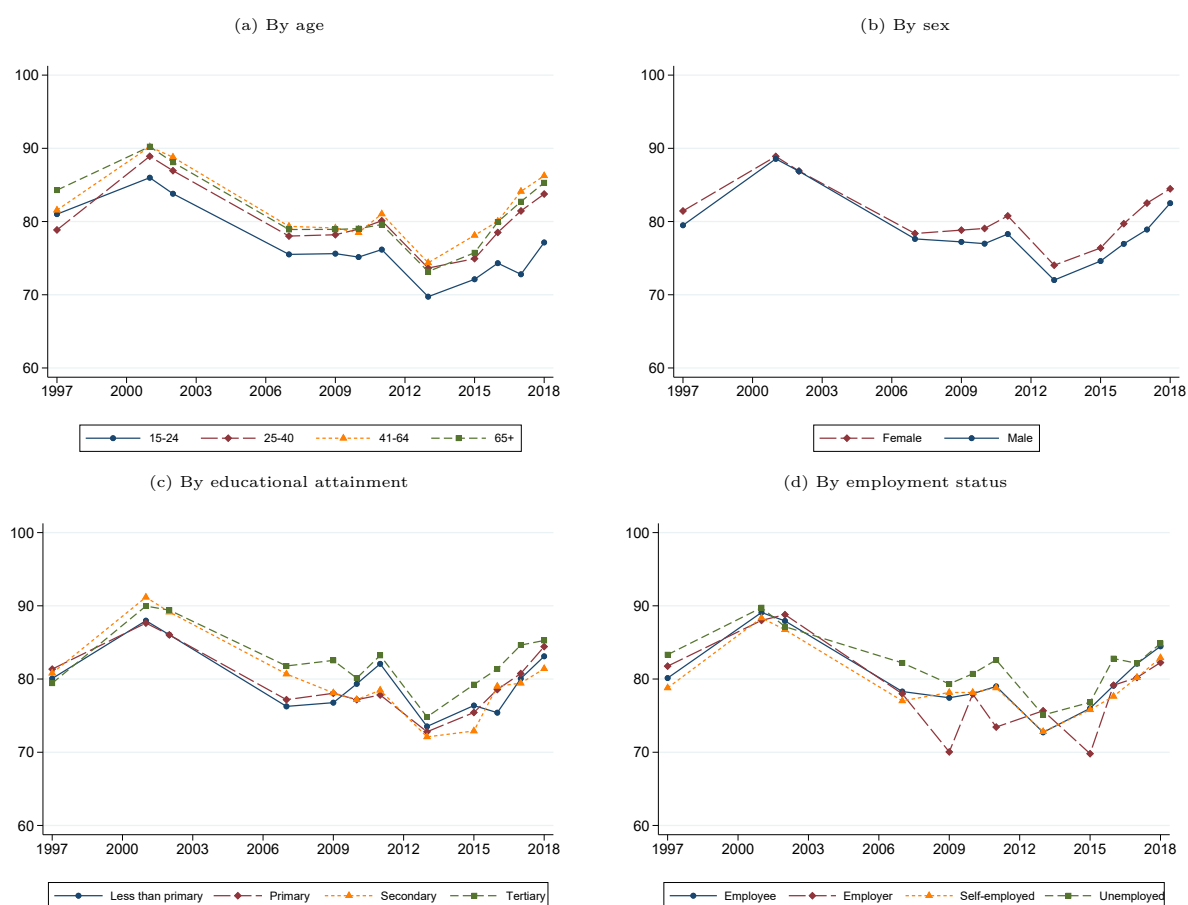 (a) By age
100
90
80
70
60
1997 2000 2003 2006 2009 2012 2015 2018
15-24 25-40 41-64 65+
(b) By sex
100
90
80
70
60
1997 2000 2003 2006 2009 2012 2015 2018
Female Male
(c) By educational attainment
100
90
80
70
60
1997 2000 2003 2006 2009 2012 2015 2018
Less than primary Primary Secondary Tertiary
(d) By employment status
100
90
80
70
60
1997 2000 2003 2006 2009 2012 2015 2018
Employee Employer Self-employed Unemployed